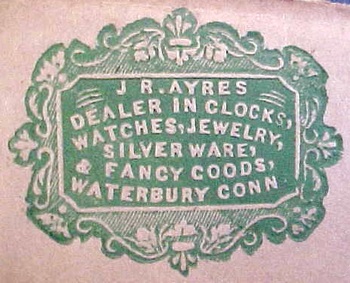 J R. AYRES
DEALER IN CLOCKS,
WATCHES, JEWELRY,
SILVER WARE,
& FANCY GOODS,
WATERBURY CONN